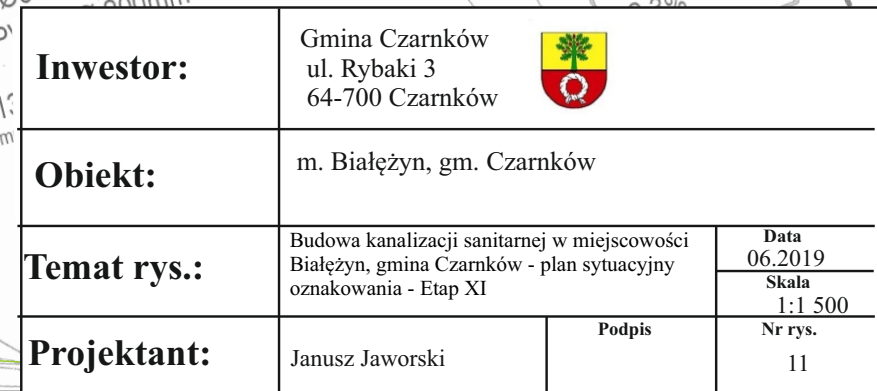 Inwestor:
Gmina Czarnków
ul. Rybaki 3
64-700 Czarnków
Obiekt:
m. Białężyn, gm. Czarnków
Temat rys.:
Budowa kanalizacji sanitarnej w miejscowości
Białężyn, gmina Czarnków - plan sytuacyjny
oznakowania - Etap XI
Data
06.2019
Skala
1:1 500
Projektant:
Janusz Jaworski
Podpis
Nr rys.
11